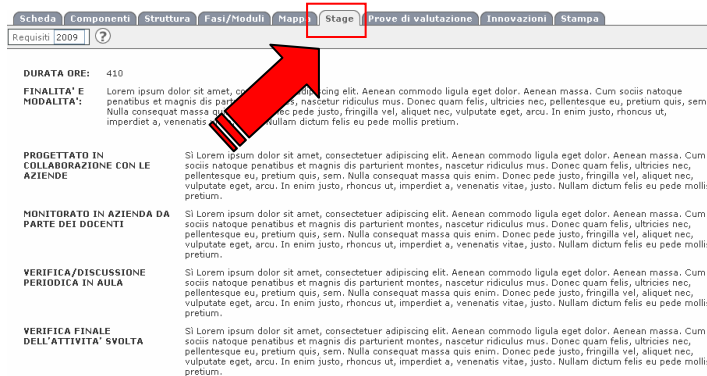 Scheda Componenti Struttura Fasi/Moduli Mappa Stage Prove di valutazione Innovazioni Stampa
Requisiti 2009 ?
DURATA ORE: 410
FINALITA' E MODALITA': Lorem ipsum dolor sit amet, adipiscing elit. Aenean commodo ligula eget dolor. Aenean massa. Cum sociis natoque
penatibus et magnis dis nascetur ridiculus mus. Donec quam felis, ultricies nec, pellentesque eu, pretium quis, sem
Nulla consequat massa pede justo, fringilla vel, aliquet nec, vulputate eget, arcu. In enim justo, rhoncus ut,
imperdiet a, venenatis Nullam dictum felis eu pede mollis pretium.
PROGETTATO IN COLLABORAZIONE CON LE AZIENDE
Sì Lorem ipsum dolor sit amet, consectetuer adipiscing elit. Aenean commodo ligula eget dolor. Aenean massa. Cum
sociis natoque penatibus et magnis dis parturient montes, nascetur ridiculus mus. Donec quam felis, ultricies nec,
pellentesque eu, pretium quis, sem. Nulla consequat massa quis enim. Donec pede justo, fringilla vel, aliquet nec,
vulputate eget, arcu. In enim justo, rhoncus ut, imperdiet a, venenatis vitae, justo. Nullam dictum felis eu pede molli
pretium.
MONITORATO IN AZIENDA DA PARTE DEI DOCENTI
Sì Lorem ipsum dolor sit amet, consectetuer adipiscing elit. Aenean commodo ligula eget dolor. Aenean massa. Cum
sociis natoque penatibus et magnis dis parturient montes, nascetur ridiculus mus. Donec quam felis, ultricies nec,
pellentesque eu, pretium quis, sem. Nulla consequat massa quis enim. Donec pede justo, fringilla vel, aliquet nec,
vulputate eget, arcu. In enim justo, rhoncus ut, imperdiet a, venenatis vitae, justo. Nullam dictum felis eu pede molli
pretium.
VERIFICA/DISCUSSIONE PERIODICA IN AULA
Sì Lorem ipsum dolor sit amet, consectetuer adipiscing elit. Aenean commodo ligula eget dolor. Aenean massa. Cum
sociis natoque penatibus et magnis dis parturient montes, nascetur ridiculus mus. Donec quam felis, ultricies nec,
pellentesque eu, pretium quis, sem. Nulla consequat massa quis enim. Donec pede justo, fringilla vel, aliquet nec,
vulputate eget, arcu. In enim justo, rhoncus ut, imperdiet a, venenatis vitae, justo. Nullam dictum felis eu pede molli
pretium.
VERIFICA FINALE DELL'ATTIVITA' SVOLTA
Sì Lorem ipsum dolor sit amet, consectetuer adipiscing elit. Aenean commodo ligula eget dolor. Aenean massa. Cum
sociis natoque penatibus et magnis dis parturient montes, nascetur ridiculus mus. Donec quam felis, ultricies nec,
pellentesque eu, pretium quis, sem. Nulla consequat massa quis enim. Donec pede justo, fringilla vel, aliquet nec,
vulputate eget, arcu. In enim justo, rhoncus ut, imperdiet a, venenatis vitae, justo. Nullam dictum felis eu pede molli
pretium.